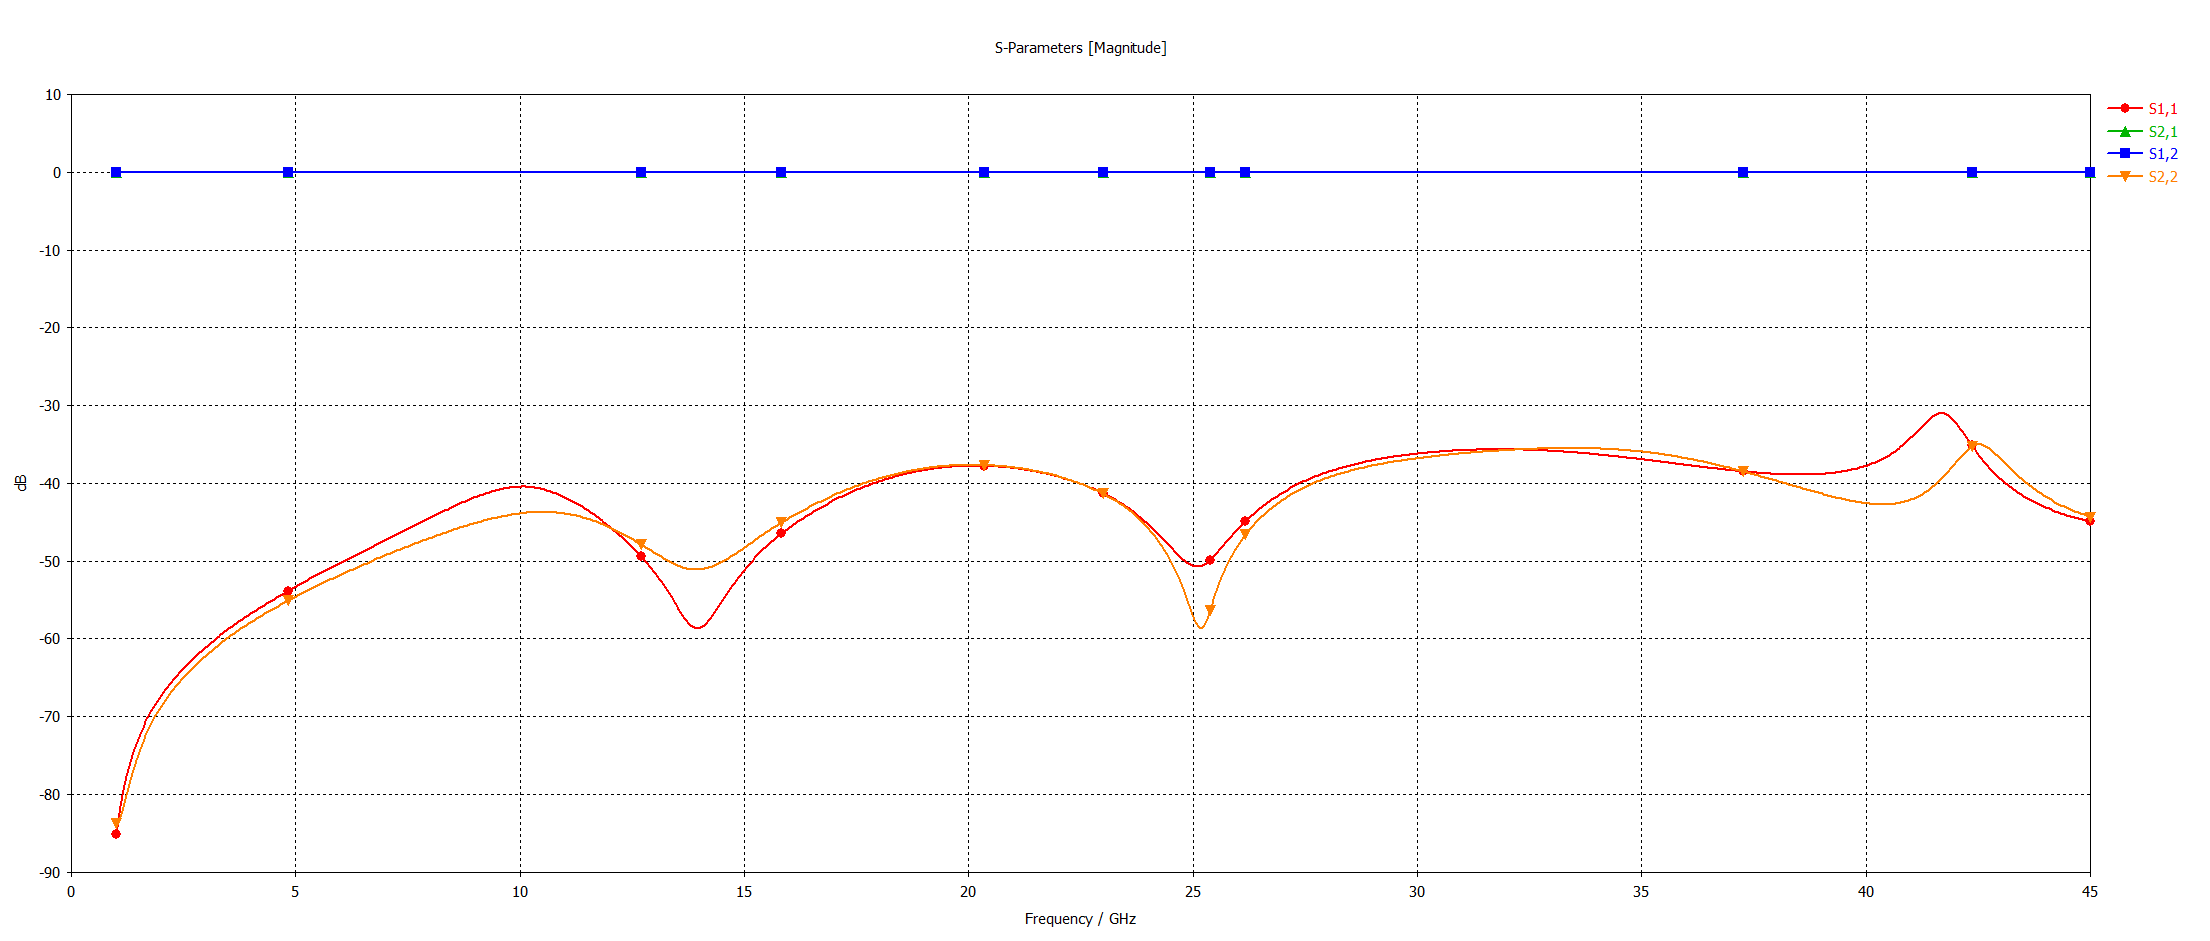 S-Parameters [Magnitude]
10
0
-10
-20
-30
-40
-50
-60
-70
-80
-90
dB
0 5 10 15 20 25 30 35 40 45
Frequency / GHz
S1,1
S2,1
S1,2
S2,2